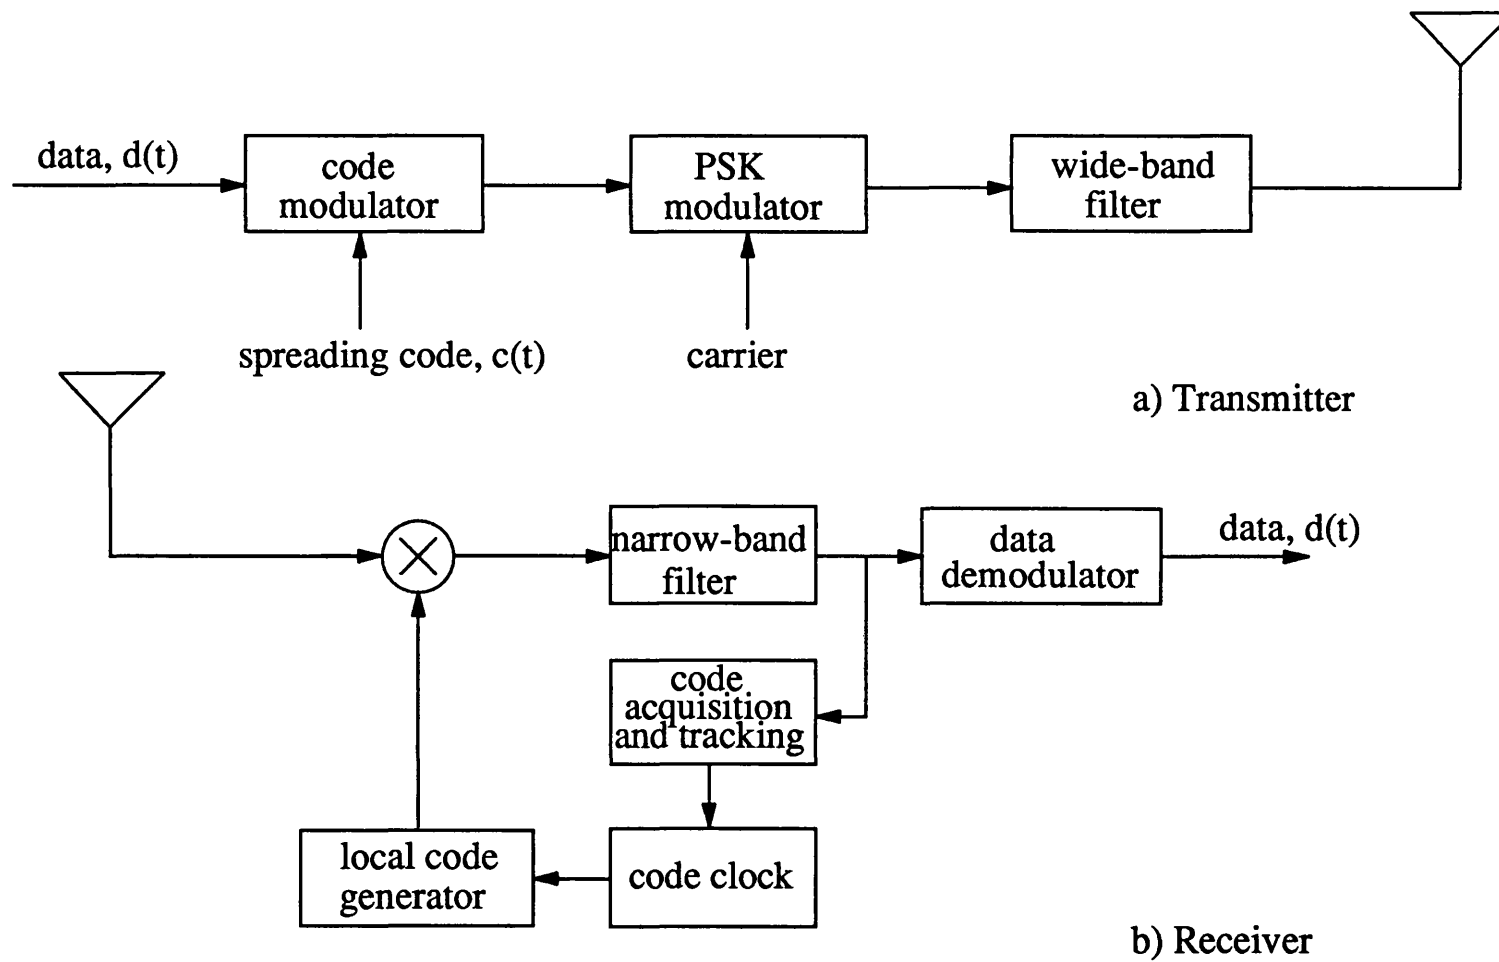 data, d(t)
code
modulator
PSK
modulator
wide-band
filter
spreading code, c(t)
carrier
a) Transmitter
narrow-band
filter
data
demodulator
data, d(t)
code
acquisition
and tracking
local code
generator
code clock
b) Receiver